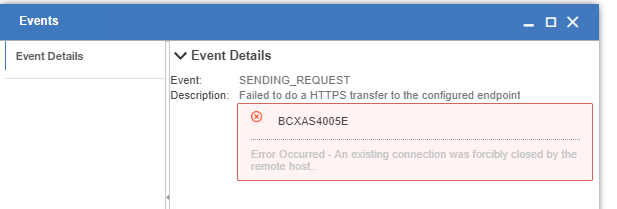 Events
Event Details
Event Details
Event: SENDING_REQUEST
Description: Failed to do a HTTPS transfer to the configured endpoint
BCXAS4005E
Error Occurred - An existing connection was forcibly closed by the
remote host..